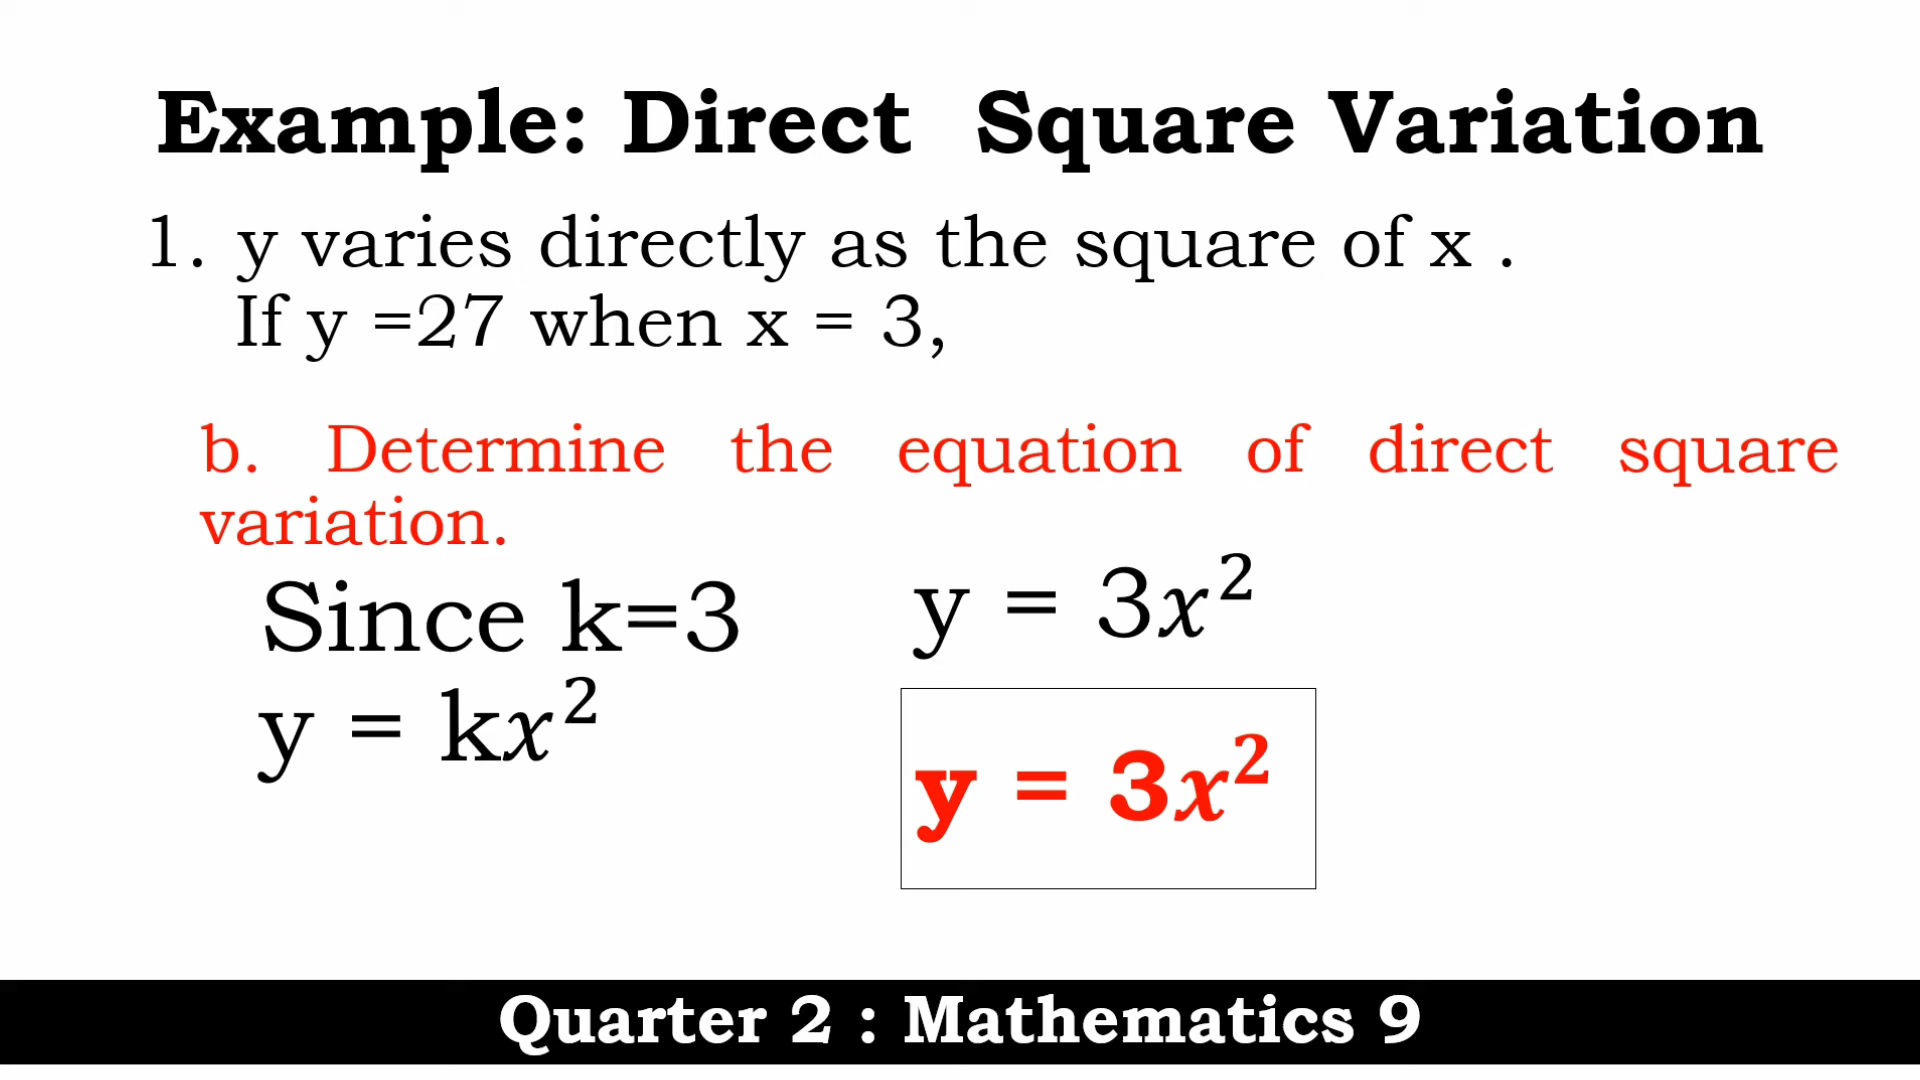 Example: Direct Square Variation
1. y varies directly as the square of x .
If y =27 when x = 3,
b. Determine the equation of direct square
variation.
Since k=3
y = kx²
y = 3x²
y = 3x²
Quarter 2 : Mathematics 9